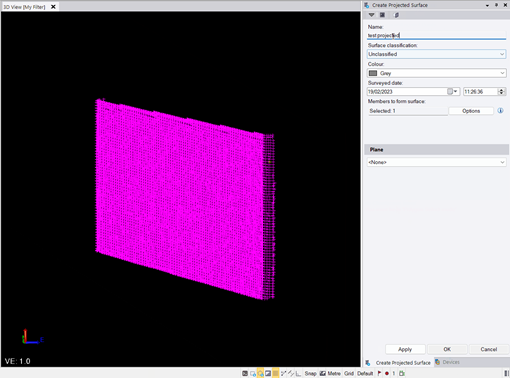 3D View [My Filter]
Create Projected Surface
Name:
test projected
Surface classification:
Unclassified
Colour:
Grey
Surveyed date:
19/02/2023
11:26:36
Members to form surface:
Selected: 1
Options
Plane
<None>
Apply
OK
Cancel
VE: 1.0
Create Projected Surface
Devices
Snap
Metre
Grid
Default
1